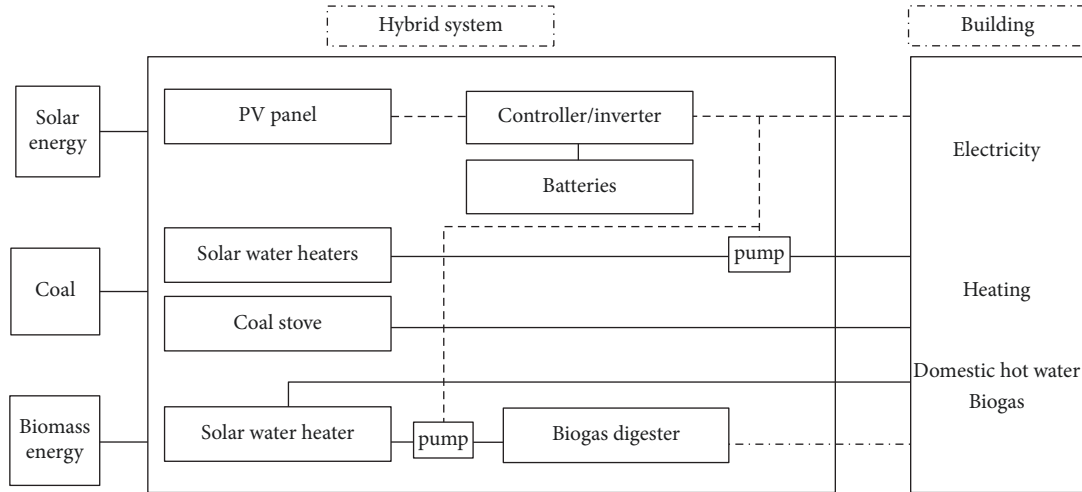 Hybrid system
Building
Solar
energy
PV panel
Controller/inverter
Electricity
Batteries
Solar water heaters
pump
Coal
Heating
Coal stove
Domestic hot water
Biogas
Biomass
energy
Solar water heater
pump
Biogas digester